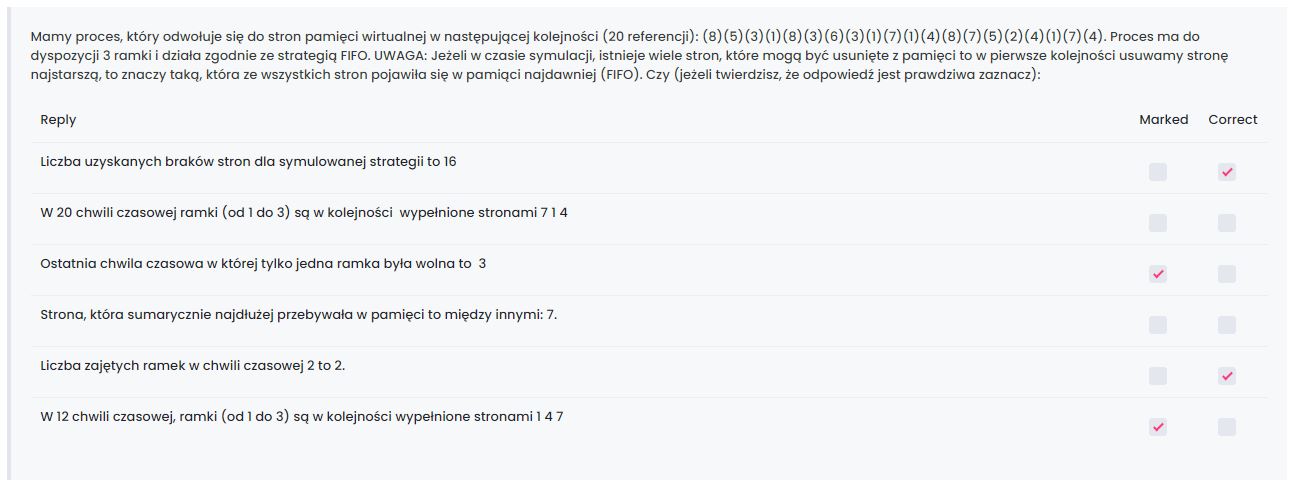 Mamy proces, który odwołuje się do stron pamięci wirtualnej w następującej kolejności (20 referencji): (8)(5)(3)(1)(8)(3)(6)(3)(1)(7)(1)(4)(8)(7)(5)(2)(4)(1)(7)(4). Proces ma do
dyspozycji 3 ramki i działa zgodnie ze strategią FIFO. UWAGA: Jeżeli w czasie symulacji, istnieje wiele stron, które mogą być usunięte z pamięci to w pierwsze kolejności usuwamy stronę
najstarszą, to znaczy taką, która ze wszystkich stron pojawiła się w pamiąci najdawniej (FIFO). Czy (jeżeli twierdzisz, że odpowiedź jest prawdziwa zaznacz):
Reply Marked Correct
Liczba uzyskanych braków stron dla symulowanej strategii to 16
W 20 chwili czasowej ramki (od 1 do 3) są w kolejności wypełnione stronami 7 1 4
Ostatnia chwila czasowa w której tylko jedna ramka była wolna to 3
Strona, która sumarycznie najdłużej przebywała w pamięci to między innymi: 7.
Liczba zajętych ramek w chwili czasowej 2 to 2.
W 12 chwili czasowej, ramki (od 1 do 3) są w kolejności wypełnione stronami 1 4 7